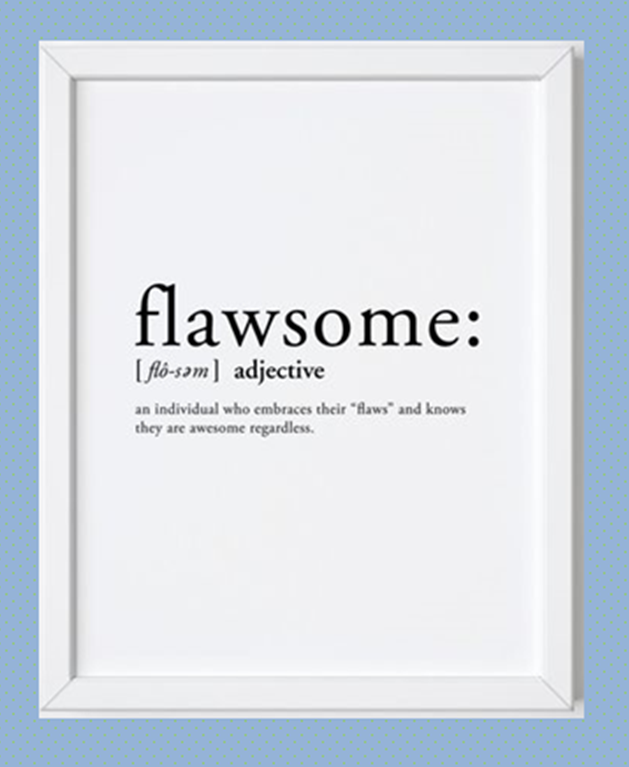 flawsome:
[flô-səm] adjective
an individual who embraces their “flaws” and knows
they are awesome regardless.